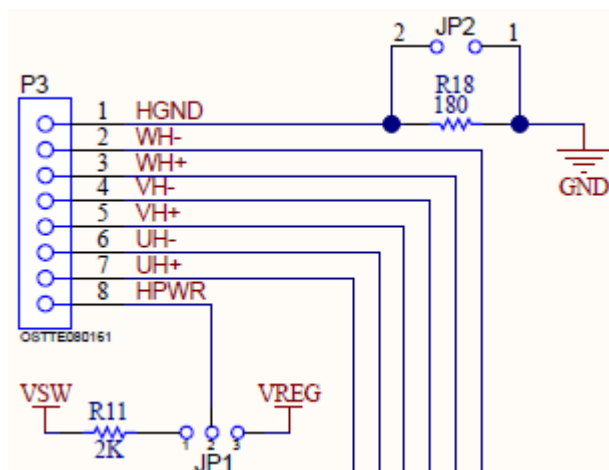 2 JP2 1
P3
R18
180
1 HGND
2 WH-
3 WH+
4 VH-
5 VH+
6 UH-
7 UH+
8 HPWR
GND
OSTTE080161
VSW
R11
2K
VREG
1 2 3
JP1